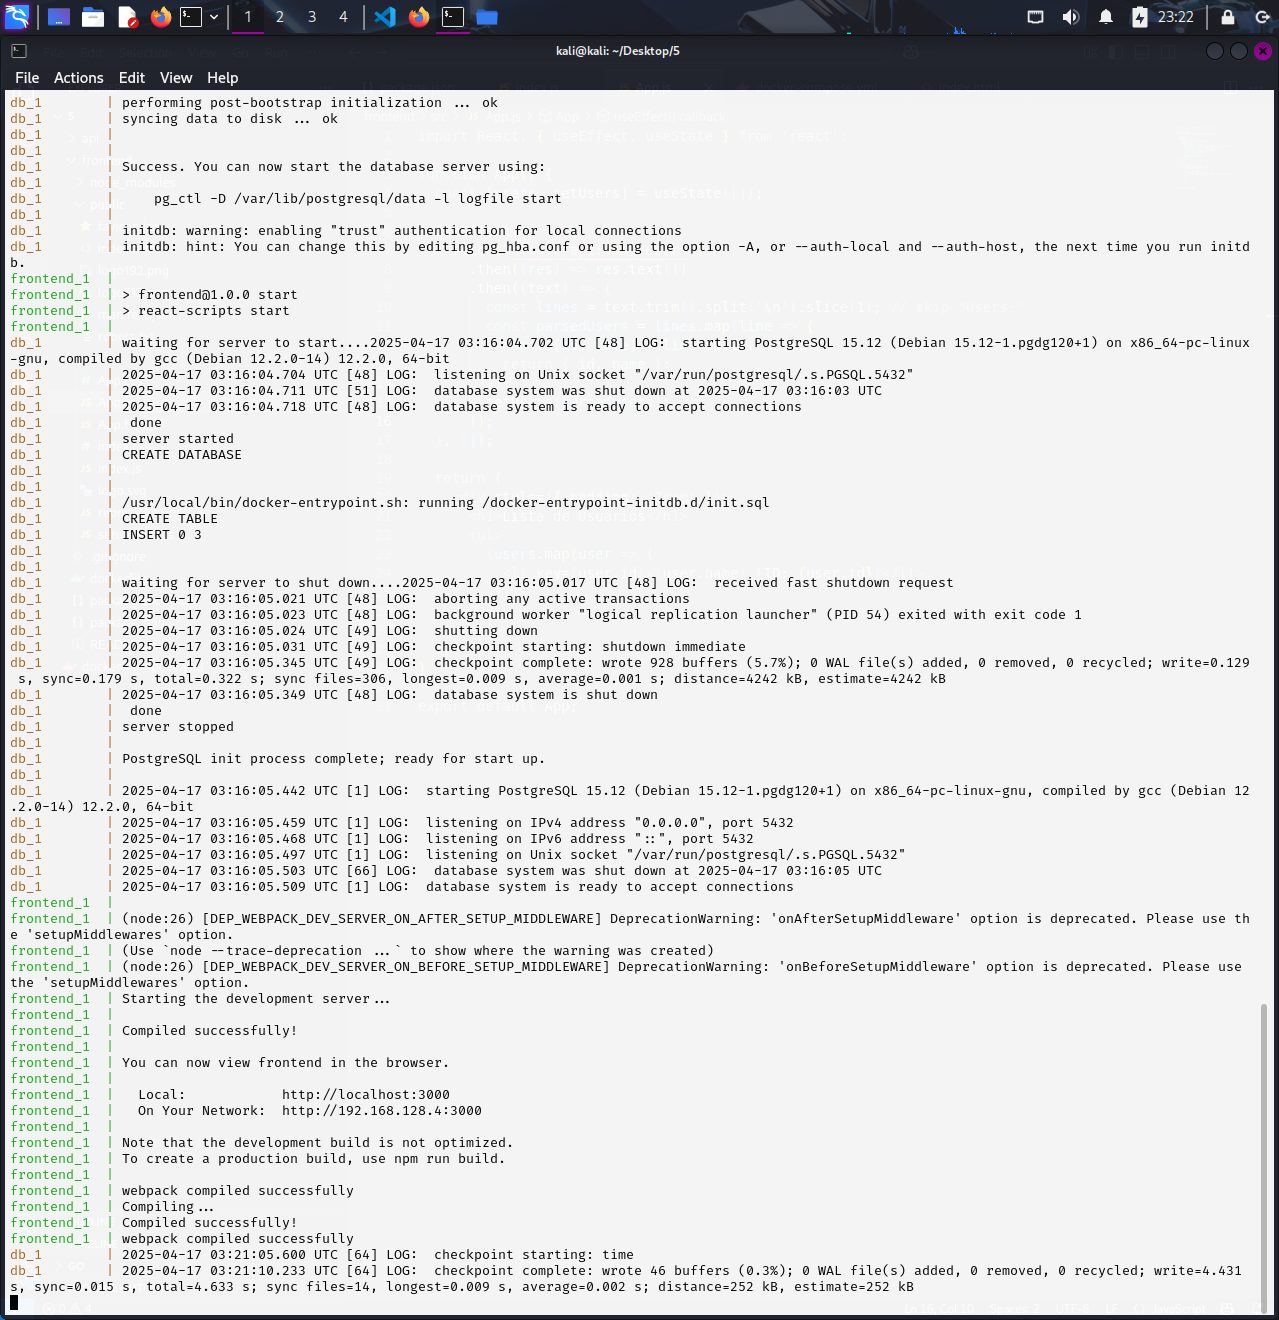 1 2 3 4 23:22
kali@kali: ~/Desktop/5
File Actions Edit View Help
db_1 | performing post-bootstrap initialization ... ok
db_1 | syncing data to disk ... ok
db_1 |
db_1 |
db_1 | Success. You can now start the database server using:
db_1 |
db_1 | pg_ctl -D /var/lib/postgresql/data -l logfile start
db_1 |
db_1 | initdb: warning: enabling "trust" authentication for local connections
db_1 | initdb: hint: You can change this by editing pg_hba.conf or using the option -A, or --auth-local and --auth-host, the next time you run initd
b.
frontend_1 |
frontend_1 | > frontend@1.0.0 start
frontend_1 | > react-scripts start
frontend_1 |
db_1 | waiting for server to start....2025-04-17 03:16:04.702 UTC [48] LOG:  starting PostgreSQL 15.12 (Debian 15.12-1.pgdg120+1) on x86_64-pc-linux
-gnu, compiled by gcc (Debian 12.2.0-14) 12.2.0, 64-bit
db_1 | 2025-04-17 03:16:04.704 UTC [48] LOG:  listening on Unix socket "/var/run/postgresql/.s.PGSQL.5432"
db_1 | 2025-04-17 03:16:04.711 UTC [51] LOG:  database system was shut down at 2025-04-17 03:16:03 UTC
db_1 | 2025-04-17 03:16:04.718 UTC [48] LOG:  database system is ready to accept connections
db_1 | done
db_1 | server started
db_1 | CREATE DATABASE
db_1 |
db_1 |
db_1 | /usr/local/bin/docker-entrypoint.sh: running /docker-entrypoint-initdb.d/init.sql
db_1 | CREATE TABLE
db_1 | INSERT 0 3
db_1 |
db_1 |
db_1 | waiting for server to shut down....2025-04-17 03:16:05.017 UTC [48] LOG:  received fast shutdown request
db_1 | 2025-04-17 03:16:05.021 UTC [48] LOG:  aborting any active transactions
db_1 | 2025-04-17 03:16:05.023 UTC [48] LOG:  background worker "logical replication launcher" (PID 54) exited with exit code 1
db_1 | 2025-04-17 03:16:05.024 UTC [49] LOG:  shutting down
db_1 | 2025-04-17 03:16:05.031 UTC [49] LOG:  checkpoint starting: shutdown immediate
db_1 | 2025-04-17 03:16:05.345 UTC [49] LOG:  checkpoint complete: wrote 928 buffers (5.7%); 0 WAL file(s) added, 0 removed, 0 recycled; write=0.129
s, sync=0.179 s, total=0.322 s; sync files=306, longest=0.009 s, average=0.001 s; distance=4242 kB, estimate=4242 kB
db_1 | 2025-04-17 03:16:05.349 UTC [48] LOG:  database system is shut down
db_1 | done
db_1 | server stopped
db_1 |
db_1 | PostgreSQL init process complete; ready for start up.
db_1 |
db_1 | 2025-04-17 03:16:05.442 UTC [1] LOG:  starting PostgreSQL 15.12 (Debian 15.12-1.pgdg120+1) on x86_64-pc-linux-gnu, compiled by gcc (Debian 12
.2.0-14) 12.2.0, 64-bit
db_1 | 2025-04-17 03:16:05.459 UTC [1] LOG:  listening on IPv4 address "0.0.0.0", port 5432
db_1 | 2025-04-17 03:16:05.468 UTC [1] LOG:  listening on IPv6 address "::", port 5432
db_1 | 2025-04-17 03:16:05.497 UTC [1] LOG:  listening on Unix socket "/var/run/postgresql/.s.PGSQL.5432"
db_1 | 2025-04-17 03:16:05.503 UTC [66] LOG:  database system was shut down at 2025-04-17 03:16:05 UTC
db_1 | 2025-04-17 03:16:05.509 UTC [1] LOG:  database system is ready to accept connections
frontend_1 |
frontend_1 | (node:26) [DEP_WEBPACK_DEV_SERVER_ON_AFTER_SETUP_MIDDLEWARE] DeprecationWarning: 'onAfterSetupMiddleware' option is deprecated. Please use th
e 'setupMiddlewares' option.
frontend_1 | (Use `node --trace-deprecation ...` to show where the warning was created)
frontend_1 | (node:26) [DEP_WEBPACK_DEV_SERVER_ON_BEFORE_SETUP_MIDDLEWARE] DeprecationWarning: 'onBeforeSetupMiddleware' option is deprecated. Please use
the 'setupMiddlewares' option.
frontend_1 | Starting the development server...
frontend_1 |
frontend_1 | Compiled successfully!
frontend_1 |
frontend_1 | You can now view frontend in the browser.
frontend_1 |
frontend_1 | Local:            http://localhost:3000
frontend_1 | On Your Network:  http://192.168.128.4:3000
frontend_1 |
frontend_1 | Note that the development build is not optimized.
frontend_1 | To create a production build, use npm run build.
frontend_1 |
frontend_1 | webpack compiled successfully
frontend_1 | Compiling...
frontend_1 | Compiled successfully!
frontend_1 | webpack compiled successfully
db_1 | 2025-04-17 03:21:05.600 UTC [64] LOG:  checkpoint starting: time
db_1 | 2025-04-17 03:21:10.233 UTC [64] LOG:  checkpoint complete: wrote 46 buffers (0.3%); 0 WAL file(s) added, 0 removed, 0 recycled; write=4.431
s, sync=0.015 s, total=4.633 s; sync files=14, longest=0.009 s, average=0.002 s; distance=252 kB, estimate=252 kB